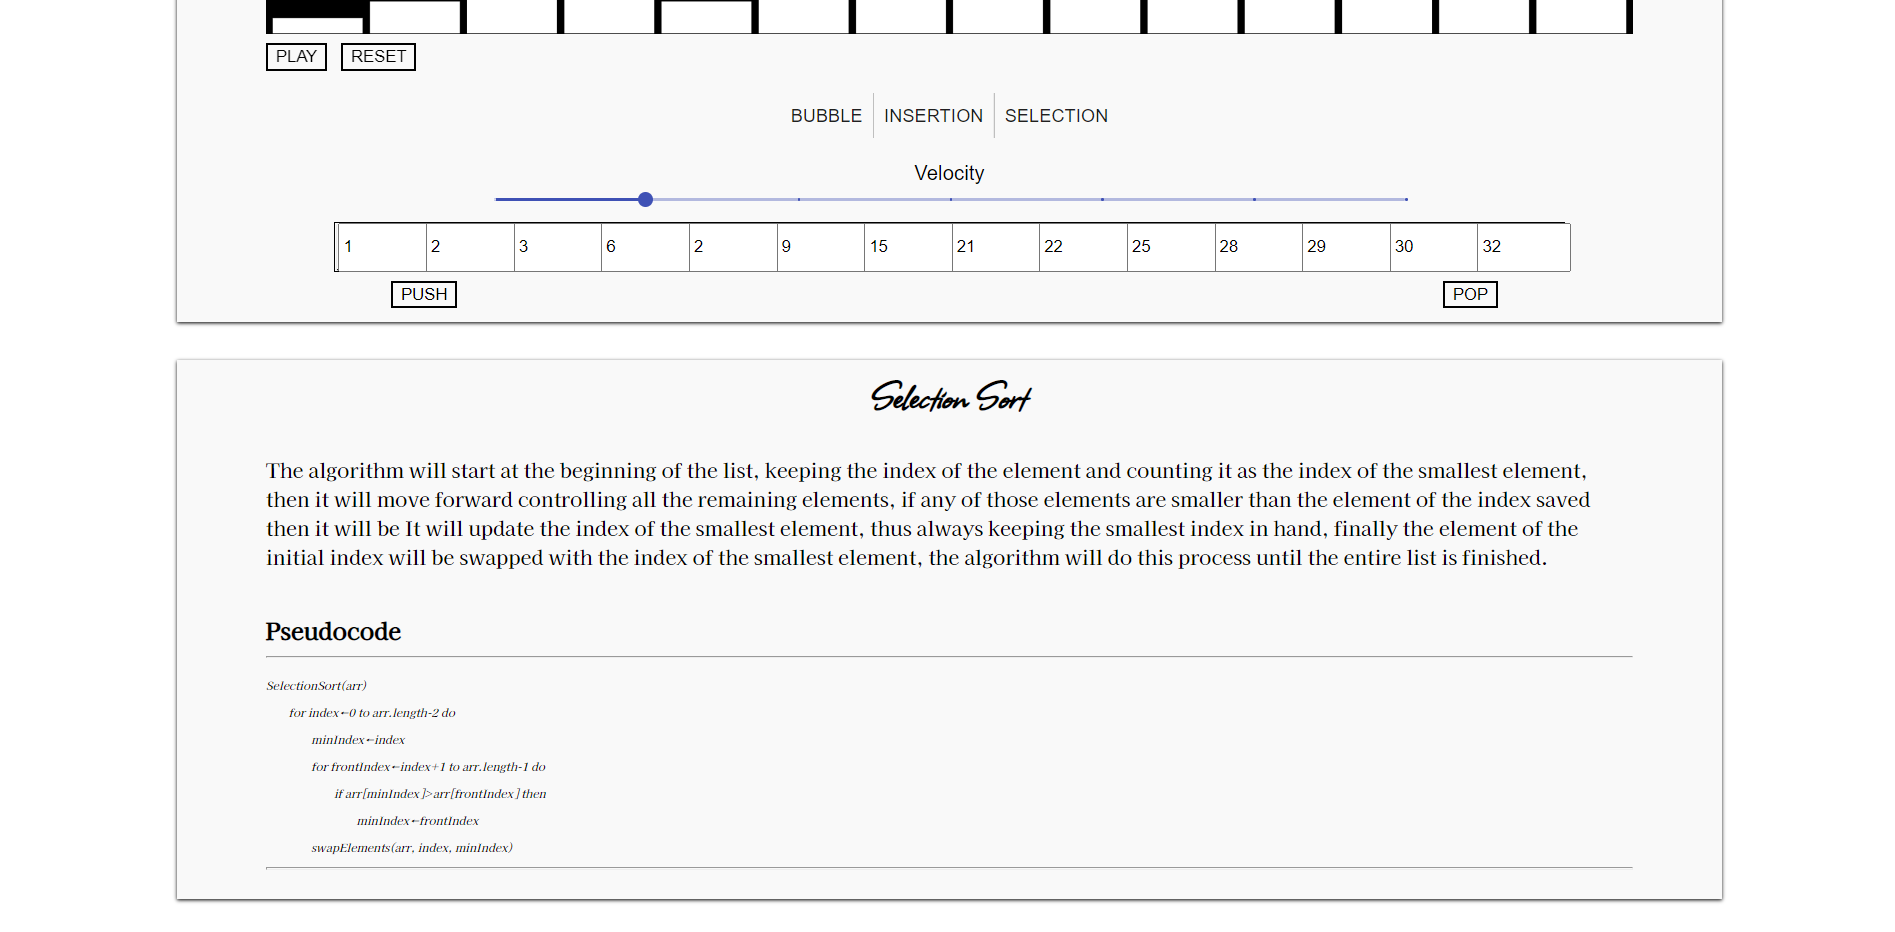 PLAY RESET
BUBBLE INSERTION SELECTION
Velocity
1 2 3 6 2 9 15 21 22 25 28 29 30 32
PUSH POP
Selection Sort
The algorithm will start at the beginning of the list, keeping the index of the element and counting it as the index of the smallest element,
then it will move forward controlling all the remaining elements, if any of those elements are smaller than the element of the index saved
then it will be It will update the index of the smallest element, thus always keeping the smallest index in hand, finally the element of the
initial index will be swapped with the index of the smallest element, the algorithm will do this process until the entire list is finished.
Pseudocode
SelectionSort(arr)
for index←0 to arr.length-2 do
minIndex←index
for frontIndex←index+1 to arr.length-1 do
if arr[minIndex]>arr[frontIndex] then
minIndex←frontIndex
swapElements(arr, index, minIndex)